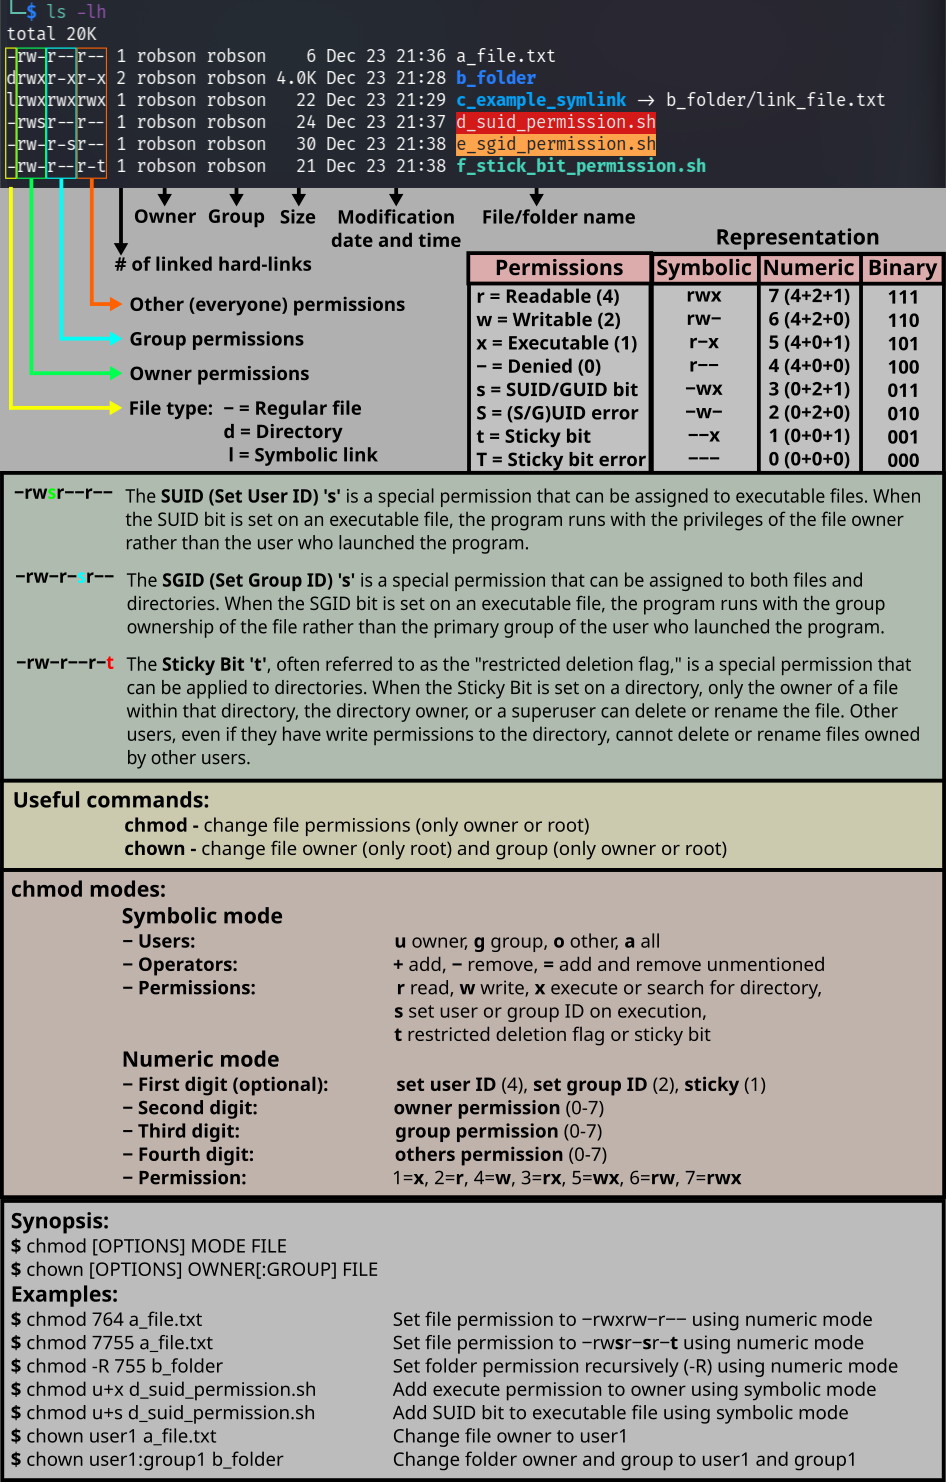 └─$ ls -lh
total 20K
-rw-r--r-- 1 robson robson 6 Dec 23 21:36 a_file.txt
drwxr-xr-x 2 robson robson 4.0K Dec 23 21:28 b_folder
lrwxrwxrwx 1 robson robson 22 Dec 23 21:29 c_example_symlink → b_folder/link_file.txt
-rwsr--r-- 1 robson robson 24 Dec 23 21:37 d_suid_permission.sh
-rw-r-sr-- 1 robson robson 30 Dec 23 21:38 e_sgid_permission.sh
-rw-r--r-t 1 robson robson 21 Dec 23 21:38 f_stick_bit_permission.sh
Owner Group Size Modification File/folder name
date and time
# of linked hard-links
Other (everyone) permissions
Group permissions
Owner permissions
File type: − = Regular file
d = Directory
l = Symbolic link
Representation
Permissions Symbolic Numeric Binary
r = Readable (4) rwx 7 (4+2+1) 111
w = Writable (2) rw− 6 (4+2+0) 110
x = Executable (1) r−x 5 (4+0+1) 101
− = Denied (0) r−− 4 (4+0+0) 100
s = SUID/GUID bit −wx 3 (0+2+1) 011
S = (S/G)UID error −w− 2 (0+2+0) 010
t = Sticky bit −−x 1 (0+0+1) 001
T = Sticky bit error −−− 0 (0+0+0) 000
−rwsr−−r−− The SUID (Set User ID) 's' is a special permission that can be assigned to executable files. When
the SUID bit is set on an executable file, the program runs with the privileges of the file owner
rather than the user who launched the program.
−rw−r−sr−− The SGID (Set Group ID) 's' is a special permission that can be assigned to both files and
directories. When the SGID bit is set on an executable file, the program runs with the group
ownership of the file rather than the primary group of the user who launched the program.
−rw−r−−r−t The Sticky Bit 't', often referred to as the "restricted deletion flag," is a special permission that
can be applied to directories. When the Sticky Bit is set on a directory, only the owner of a file
within that directory, the directory owner, or a superuser can delete or rename the file. Other
users, even if they have write permissions to the directory, cannot delete or rename files owned
by other users.
Useful commands:
chmod - change file permissions (only owner or root)
chown - change file owner (only root) and group (only owner or root)
chmod modes:
Symbolic mode
− Users: u owner, g group, o other, a all
− Operators: + add, − remove, = add and remove unmentioned
− Permissions: r read, w write, x execute or search for directory,
s set user or group ID on execution,
t restricted deletion flag or sticky bit
Numeric mode
− First digit (optional): set user ID (4), set group ID (2), sticky (1)
− Second digit: owner permission (0-7)
− Third digit: group permission (0-7)
− Fourth digit: others permission (0-7)
− Permission: 1=x, 2=r, 4=w, 3=rx, 5=wx, 6=rw, 7=rwx
Synopsis:
$ chmod [OPTIONS] MODE FILE
$ chown [OPTIONS] OWNER[:GROUP] FILE
Examples:
$ chmod 764 a_file.txt Set file permission to −rwxrw−r−− using numeric mode
$ chmod 7755 a_file.txt Set file permission to −rwsr−sr−t using numeric mode
$ chmod -R 755 b_folder Set folder permission recursively (-R) using numeric mode
$ chmod u+x d_suid_permission.sh Add execute permission to owner using symbolic mode
$ chmod u+s d_suid_permission.sh Add SUID bit to executable file using symbolic mode
$ chown user1 a_file.txt Change file owner to user1
$ chown user1:group1 b_folder Change folder owner and group to user1 and group1